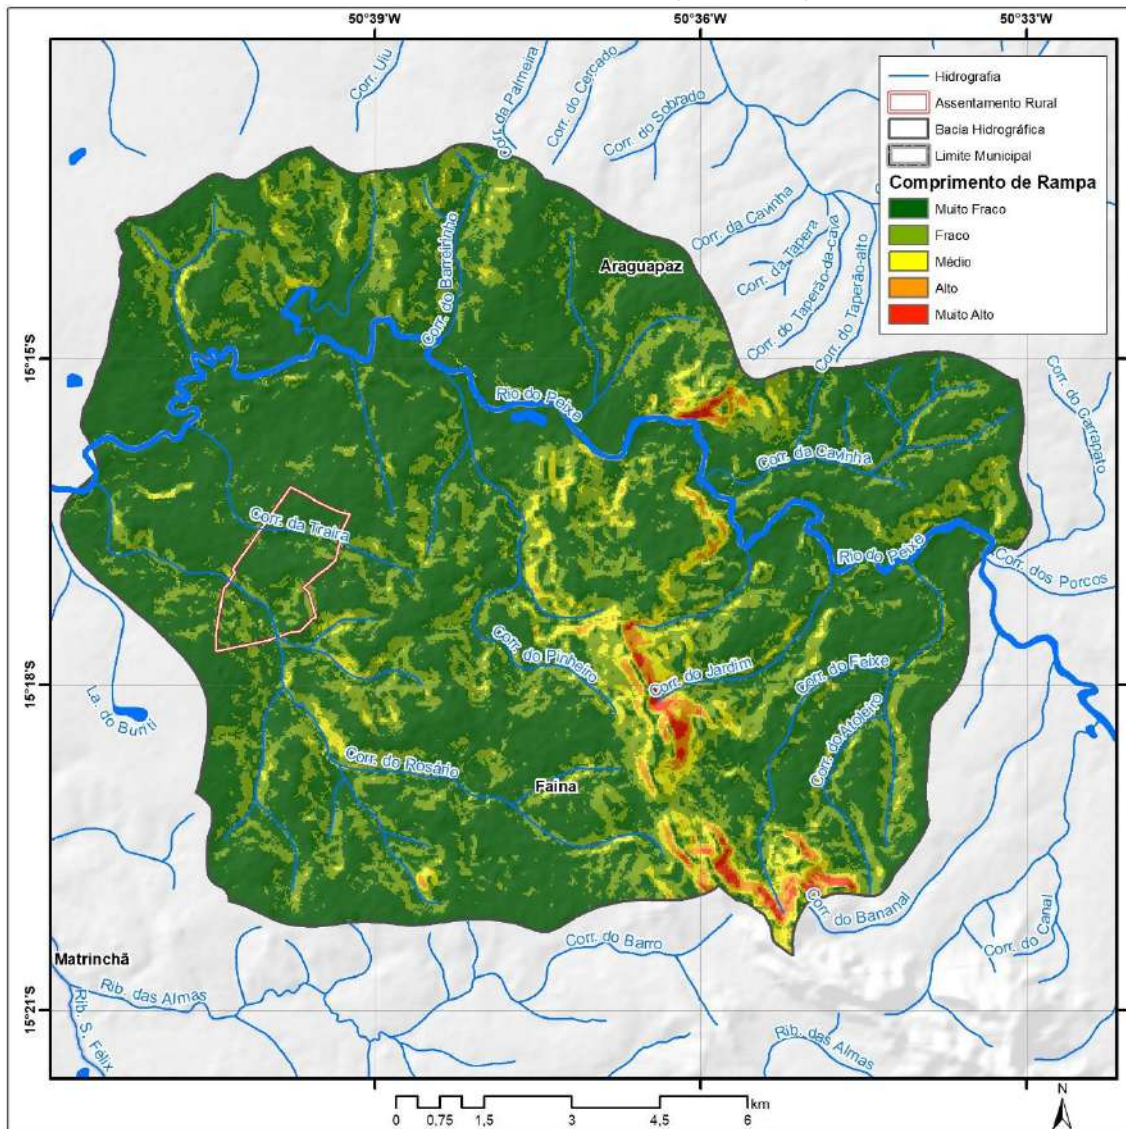 50°39'W
50°36'W
50°33'W
Corr. Uiu
Corr. da Palmeira
Corr. do Cercado
Corr. do Sobrado
Hidrografia
Assentamento Rural
Bacia Hidrográfica
Limite Municipal
Comprimento de Rampa
Muito Fraco
Fraco
Médio
Alto
Muito Alto
Corr. da Cavinha
Corr. da Tapera
Corr. do Taperão-da-cava
Corr. do Taperão-alto
Corr. do Barreirinho
Araguapaz
15°15'S
Rio do Peixe
Corr. do Carrapato
Corr. da Cavinha
Corr. da Traíra
Rio do Peixe
Corr. dos Porcos
Corr. do Pinheiro
Corr. do Jardim
Corr. do Feixe
15°18'S
La. do Buriti
Corr. do Atoleiro
Corr. do Rosário
Faina
Corr. do Bananal
Corr. do Canal
Corr. do Barro
Matrinchã
Rib. das Almas
15°21'S
Rib. S. Félix
Rib. das Almas
N
km
0 0,75 1,5 3 4,5 6